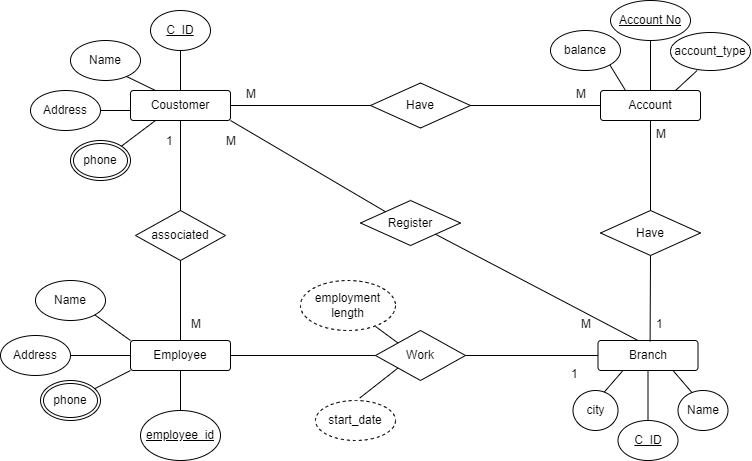 C_ID
Account No
Name
balance
account_type
Address
Coustomer
M
Have
M
Account
phone
1
M
M
associated
Register
Have
Name
employment
length
M
M
1
Address
Employee
Work
Branch
1
phone
city
Name
start_date
employee_id
C_ID